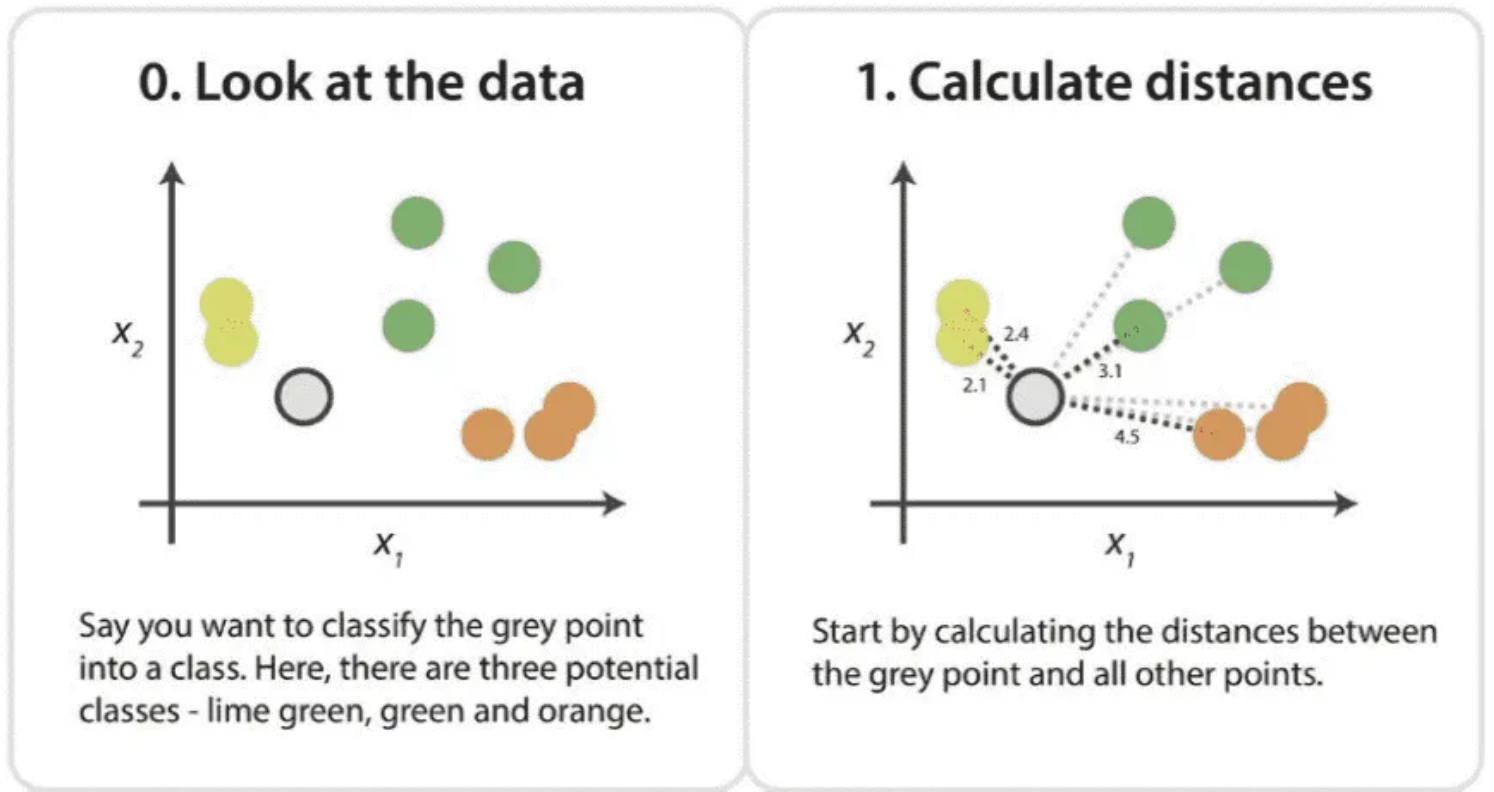 0. Look at the data
x2
x1
Say you want to classify the grey point
into a class. Here, there are three potential
classes - lime green, green and orange.
1. Calculate distances
x2
2.4
3.1
2.1
4.5
x1
Start by calculating the distances between
the grey point and all other points.